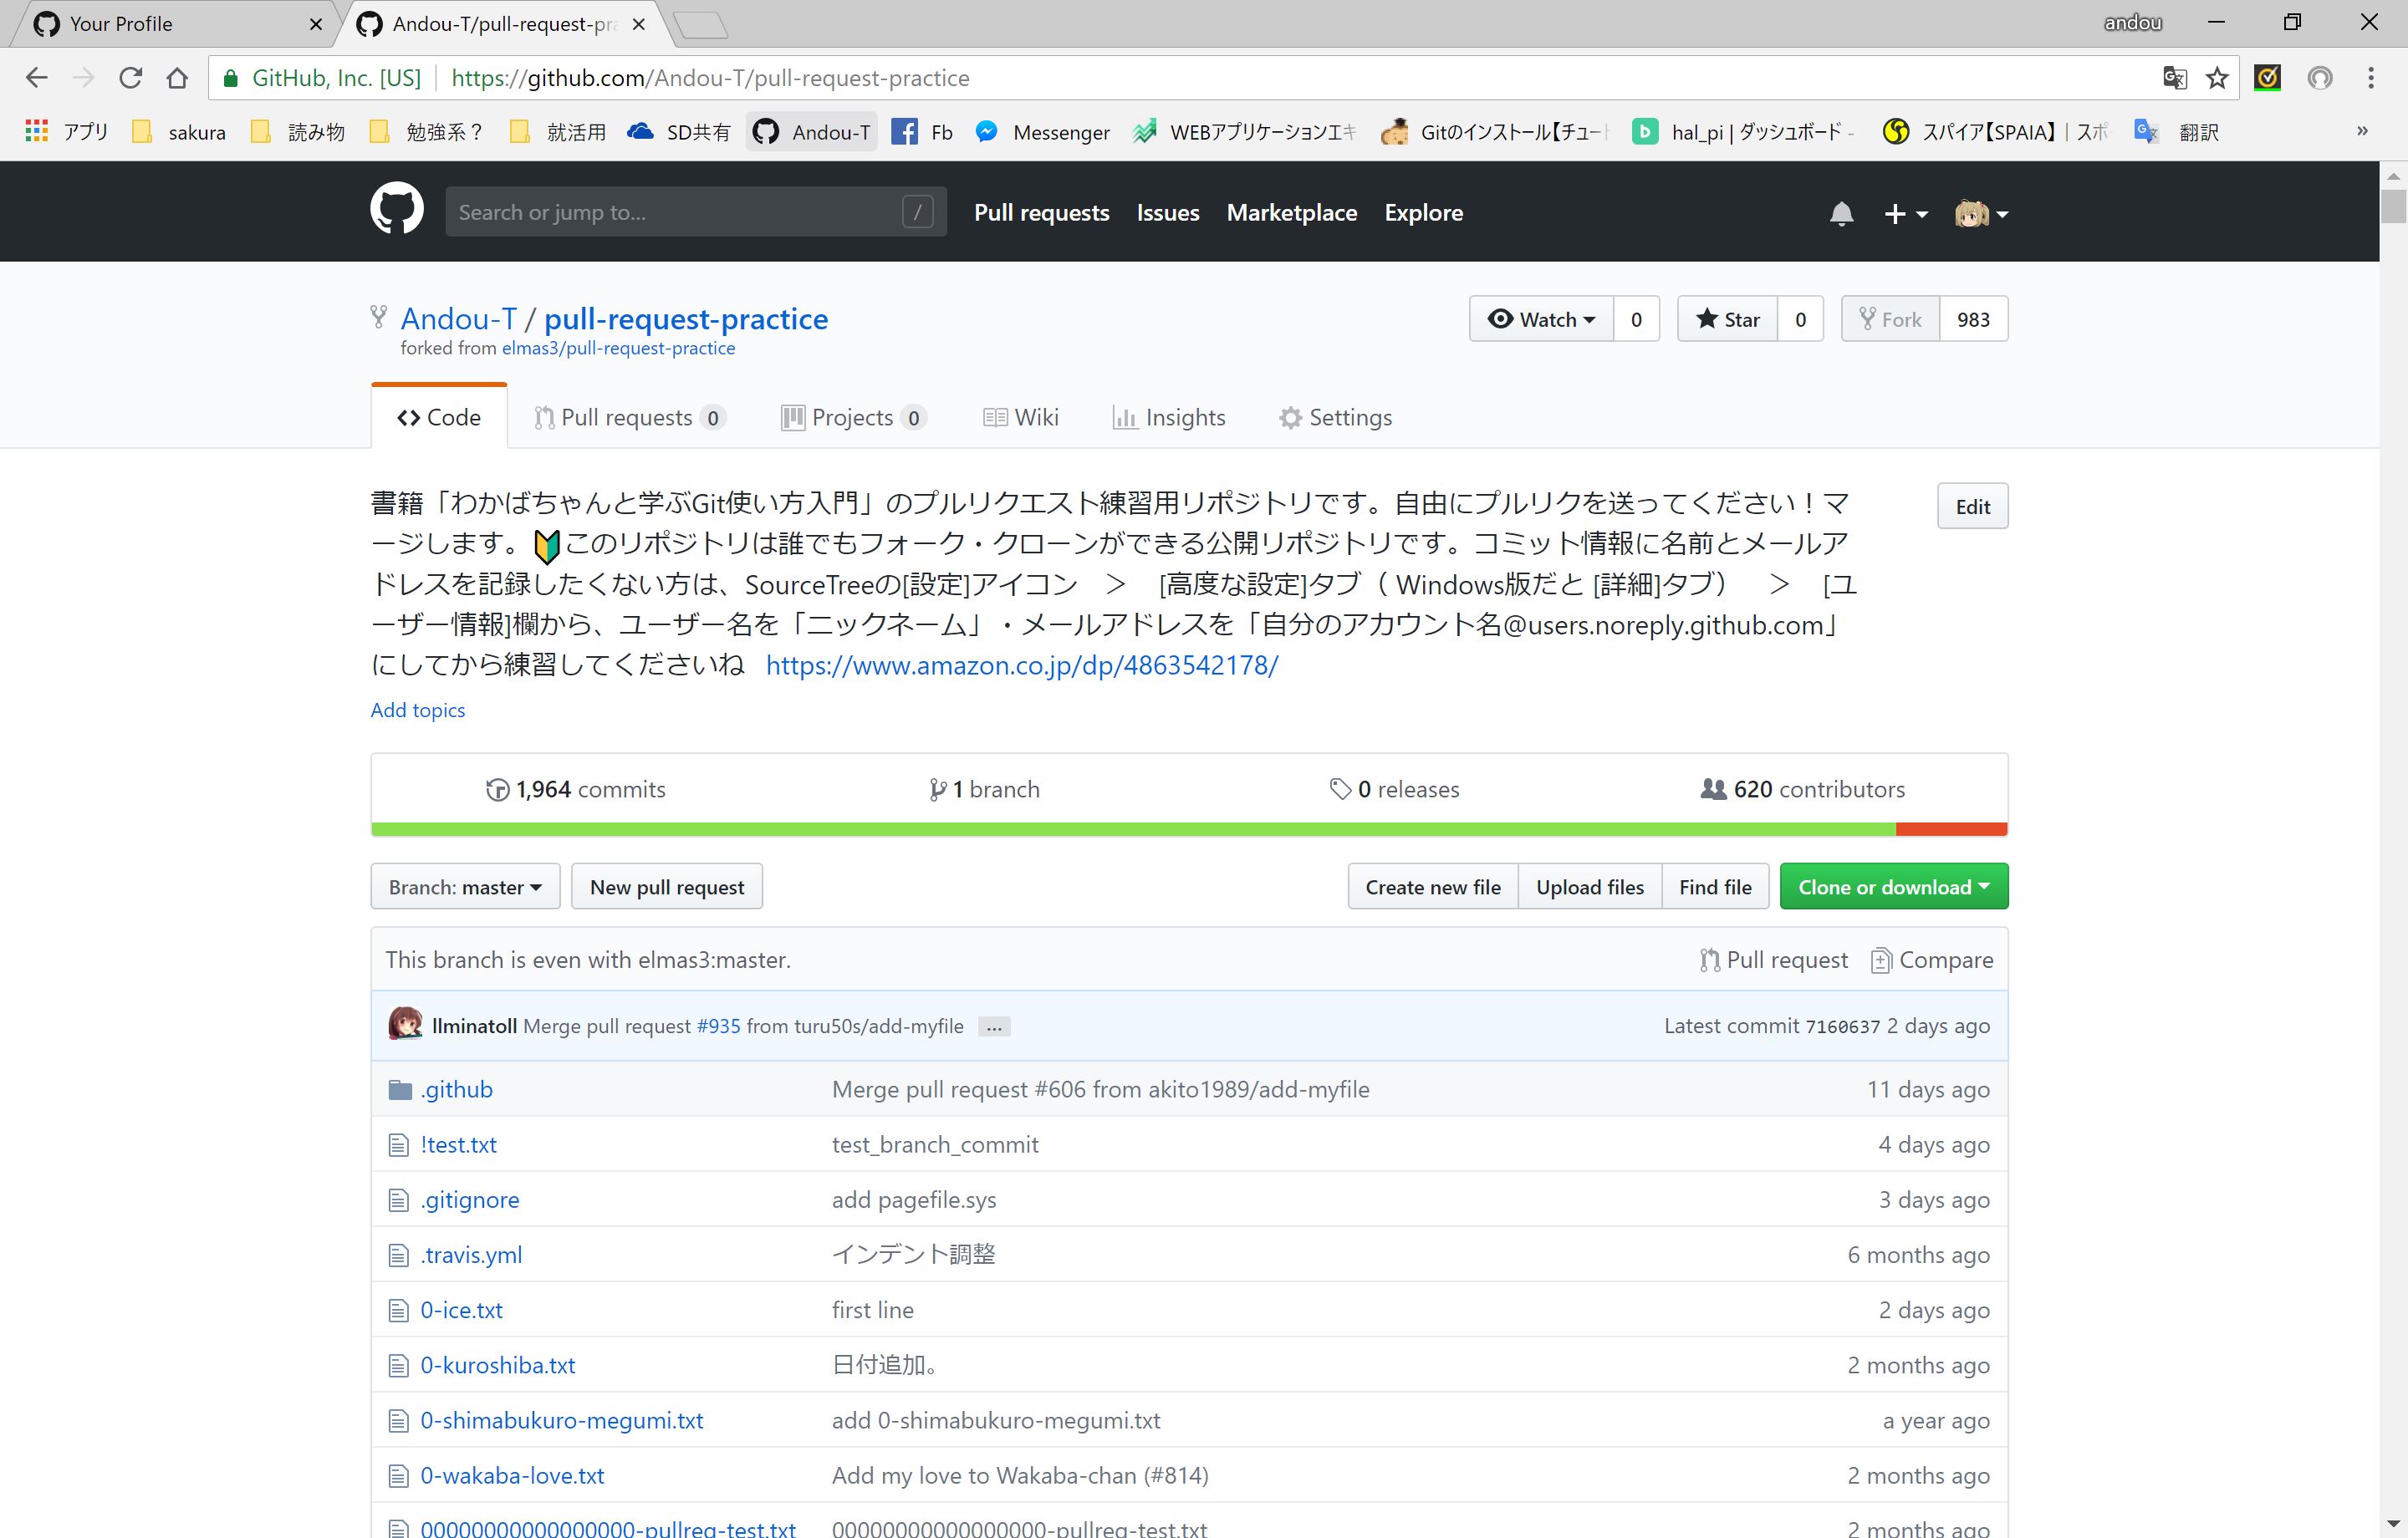 Your Profile
Andou-T/pull-request-pra
andou
GitHub, Inc. [US]
https://github.com/Andou-T/pull-request-practice
アプリ
sakura
読み物
勉強系？
就活用
SD共有
Andou-T
Fb
Messenger
WEBアプリケーションエキ
Gitのインストール【チュート
hal_pi | ダッシュボード -
スパイア【SPAIA】｜スポ
翻訳
»
Search or jump to...
/
Pull requests
Issues
Marketplace
Explore
Andou-T / pull-request-practice
forked from elmas3/pull-request-practice
Watch
0
Star
0
Fork
983
Code
Pull requests 0
Projects 0
Wiki
Insights
Settings
書籍「わかばちゃんと学ぶGit使い方入門」のプルリクエスト練習用リポジトリです。自由にプルリクを送ってください！マ
ージします。🔰このリポジトリは誰でもフォーク・クローンができる公開リポジトリです。コミット情報に名前とメールア
ドレスを記録したくない方は、SourceTreeの[設定]アイコン　＞　[高度な設定]タブ（ Windows版だと [詳細]タブ）　＞　[ユ
ーザー情報]欄から、ユーザー名を「ニックネーム」・メールアドレスを「自分のアカウント名@users.noreply.github.com」
にしてから練習してくださいね https://www.amazon.co.jp/dp/4863542178/
Edit
Add topics
1,964 commits
1 branch
0 releases
620 contributors
Branch: master
New pull request
Create new file
Upload files
Find file
Clone or download
This branch is even with elmas3:master.
Pull request
Compare
llminatoll Merge pull request #935 from turu50s/add-myfile ...
Latest commit 7160637 2 days ago
.github
Merge pull request #606 from akito1989/add-myfile
11 days ago
!test.txt
test_branch_commit
4 days ago
.gitignore
add pagefile.sys
3 days ago
.travis.yml
インデント調整
6 months ago
0-ice.txt
first line
2 days ago
0-kuroshiba.txt
日付追加。
2 months ago
0-shimabukuro-megumi.txt
add 0-shimabukuro-megumi.txt
a year ago
0-wakaba-love.txt
Add my love to Wakaba-chan (#814)
2 months ago
00000000000000000-pullreq-test.txt
00000000000000000-pullreq-test.txt
2 months ago